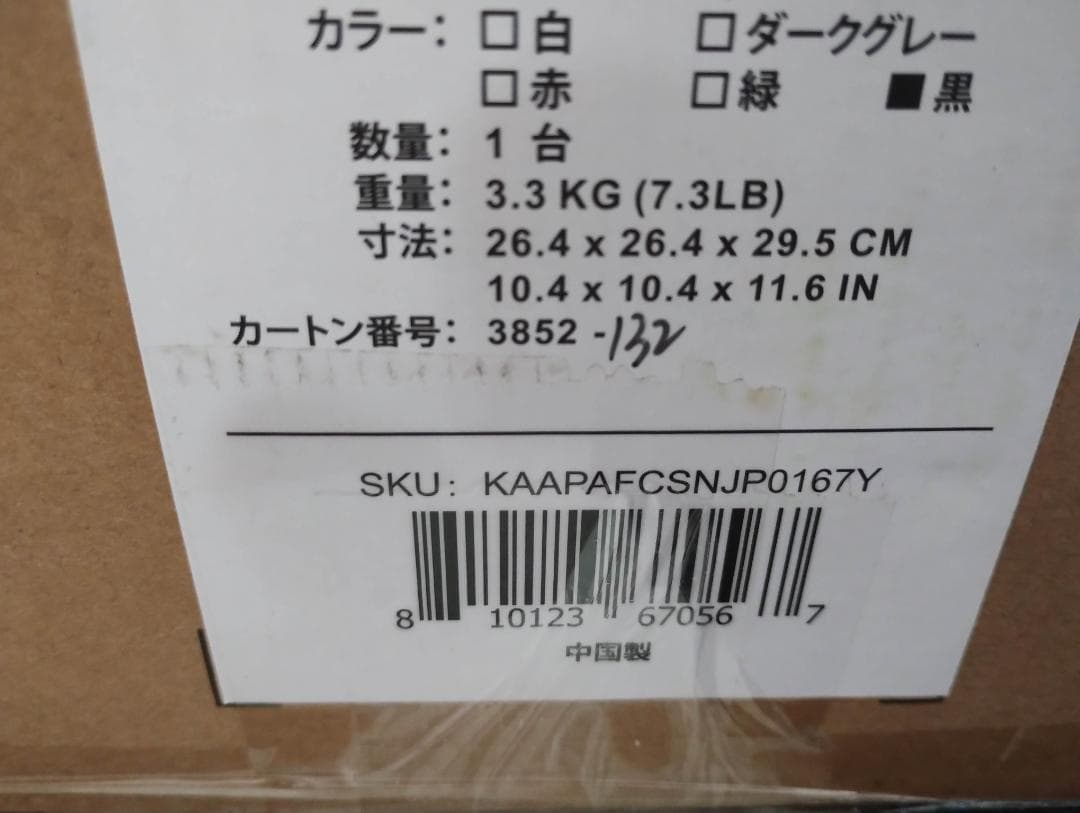 カラー: □ 白 □ ダークグレー
□ 赤 □ 緑 ■ 黒
数量: 1 台
重量: 3.3 KG (7.3LB)
寸法: 26.4 x 26.4 x 29.5 CM
10.4 x 10.4 x 11.6 IN
カートン番号: 3852 -132
SKU: KAAPAFCSNJP0167Y
8 10123 67056 7
中国製